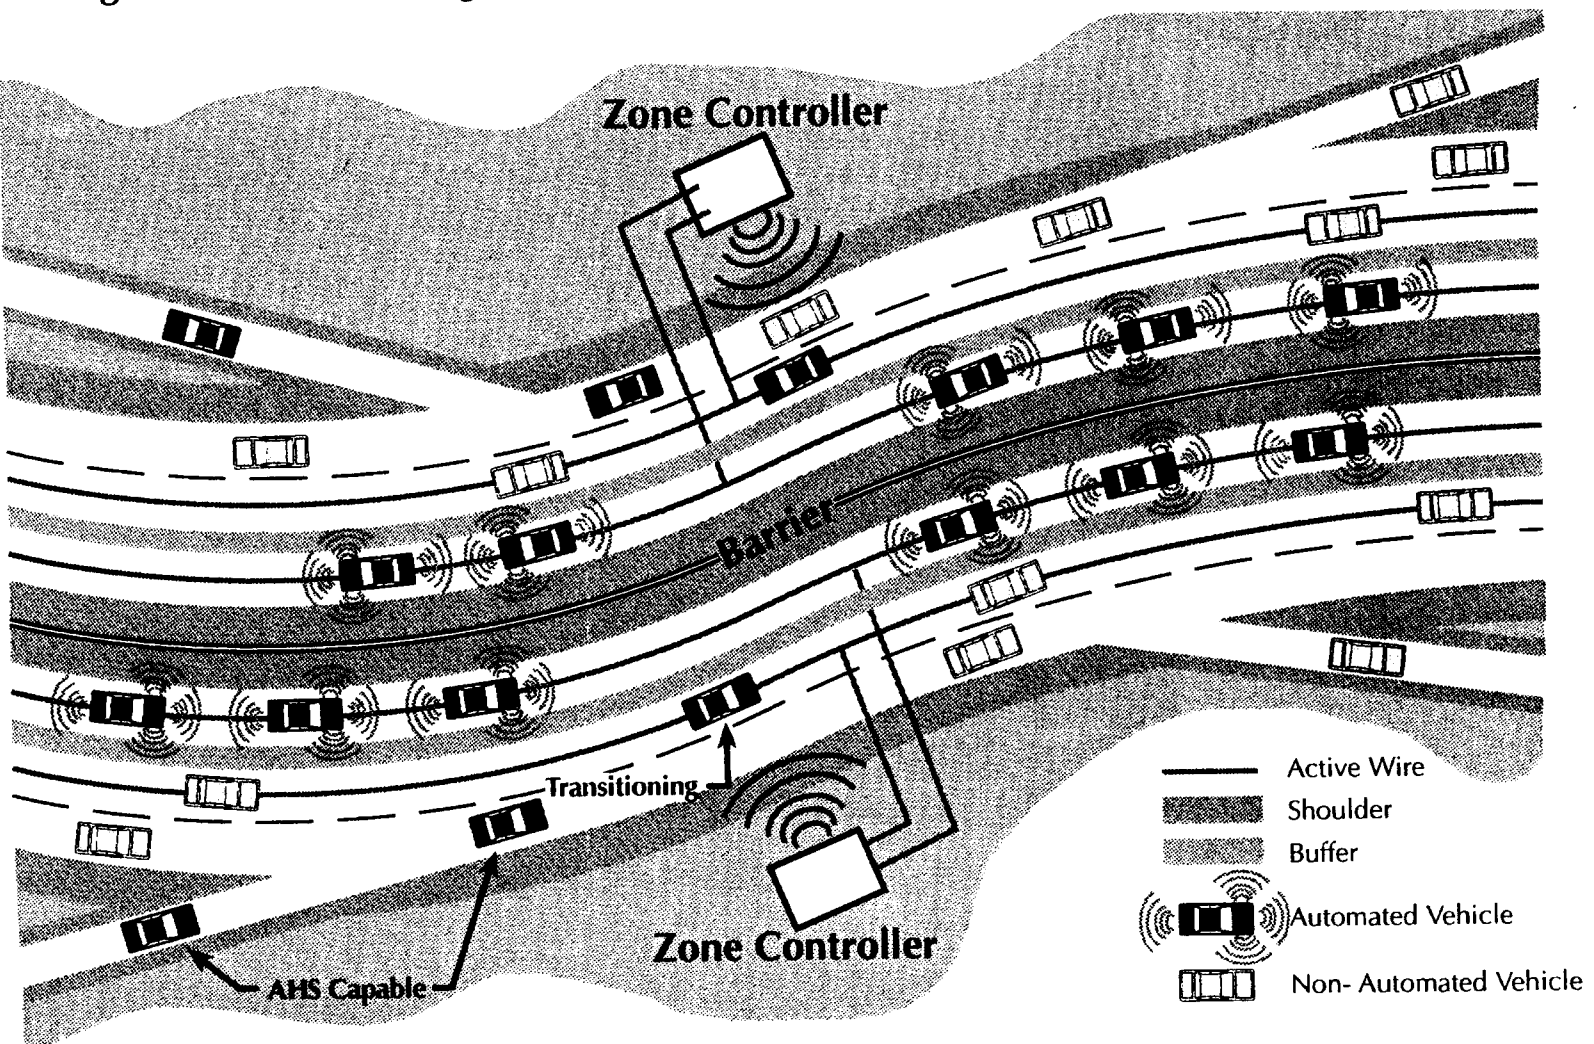 Zone Controller
Barrier
Transitioning
Zone Controller
AHS Capable
Active Wire
Shoulder
Buffer
Automated Vehicle
Non- Automated Vehicle